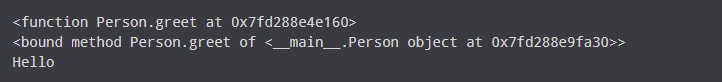 <function Person.greet at 0x7fd288e4e160>
<bound method Person.greet of <__main__.Person object at 0x7fd288e9fa30>>
Hello